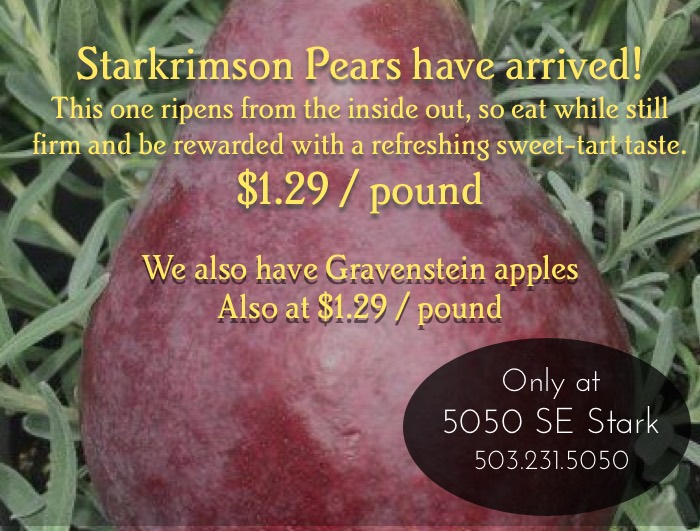 Starkrimson Pears have arrived!
This one ripens from the inside out, so eat while still
firm and be rewarded with a refreshing sweet-tart taste.
$1.29 / pound
We also have Gravenstein apples
Also at $1.29 / pound
Only at
5050 SE Stark
503.231.5050